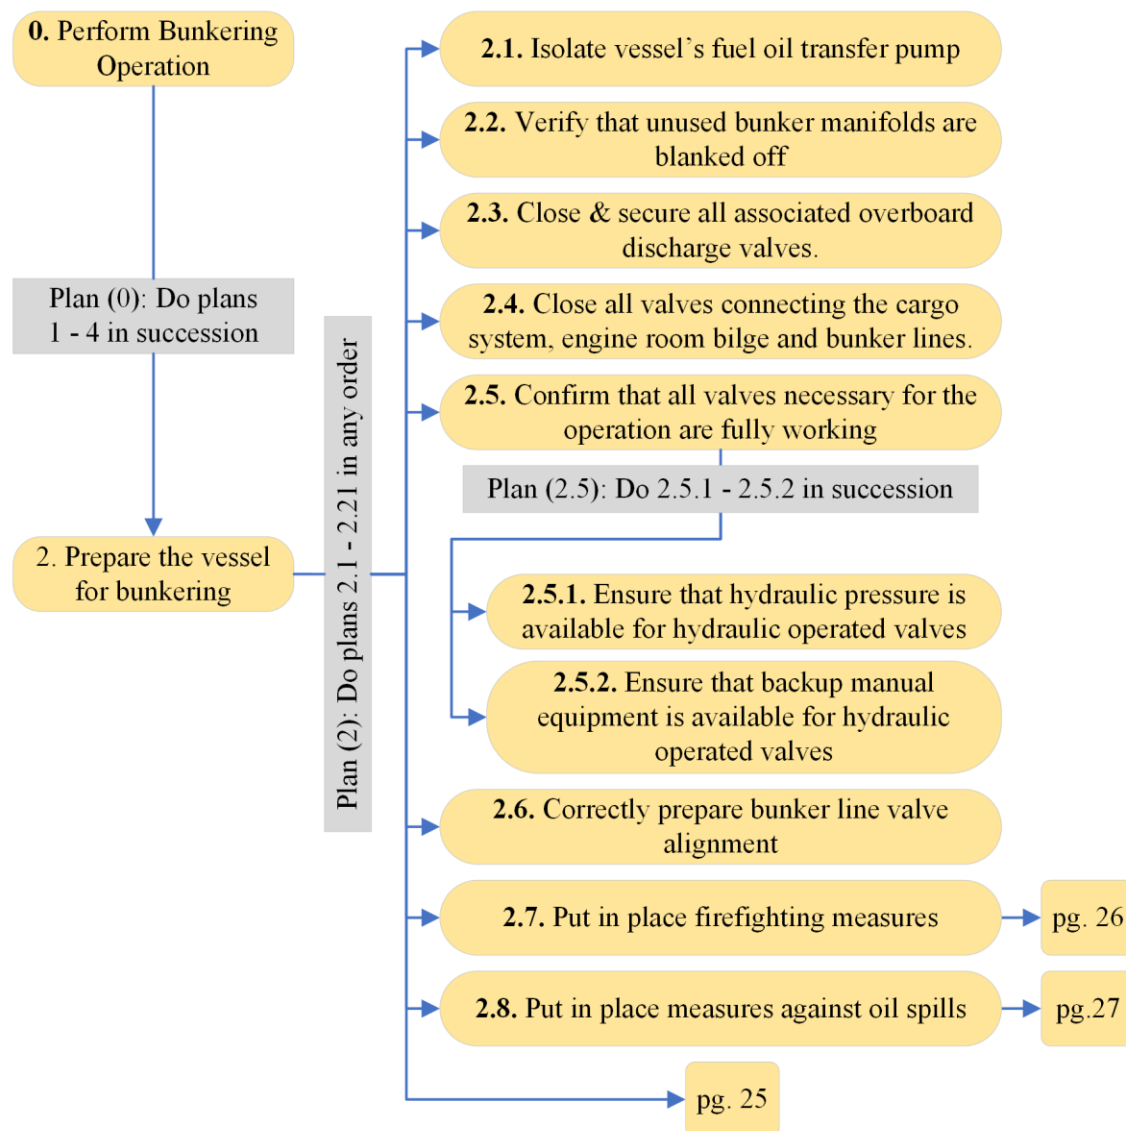 0. Perform Bunkering
Operation
Plan (0): Do plans
1 - 4 in succession
2. Prepare the vessel
for bunkering
Plan (2): Do plans 2.1 - 2.21 in any order
2.1. Isolate vessel’s fuel oil transfer pump
2.2. Verify that unused bunker manifolds are
blanked off
2.3. Close & secure all associated overboard
discharge valves.
2.4. Close all valves connecting the cargo
system, engine room bilge and bunker lines.
2.5. Confirm that all valves necessary for the
operation are fully working
Plan (2.5): Do 2.5.1 - 2.5.2 in succession
2.5.1. Ensure that hydraulic pressure is
available for hydraulic operated valves
2.5.2. Ensure that backup manual
equipment is available for hydraulic
operated valves
2.6. Correctly prepare bunker line valve
alignment
2.7. Put in place firefighting measures
pg. 26
2.8. Put in place measures against oil spills
pg.27
pg. 25